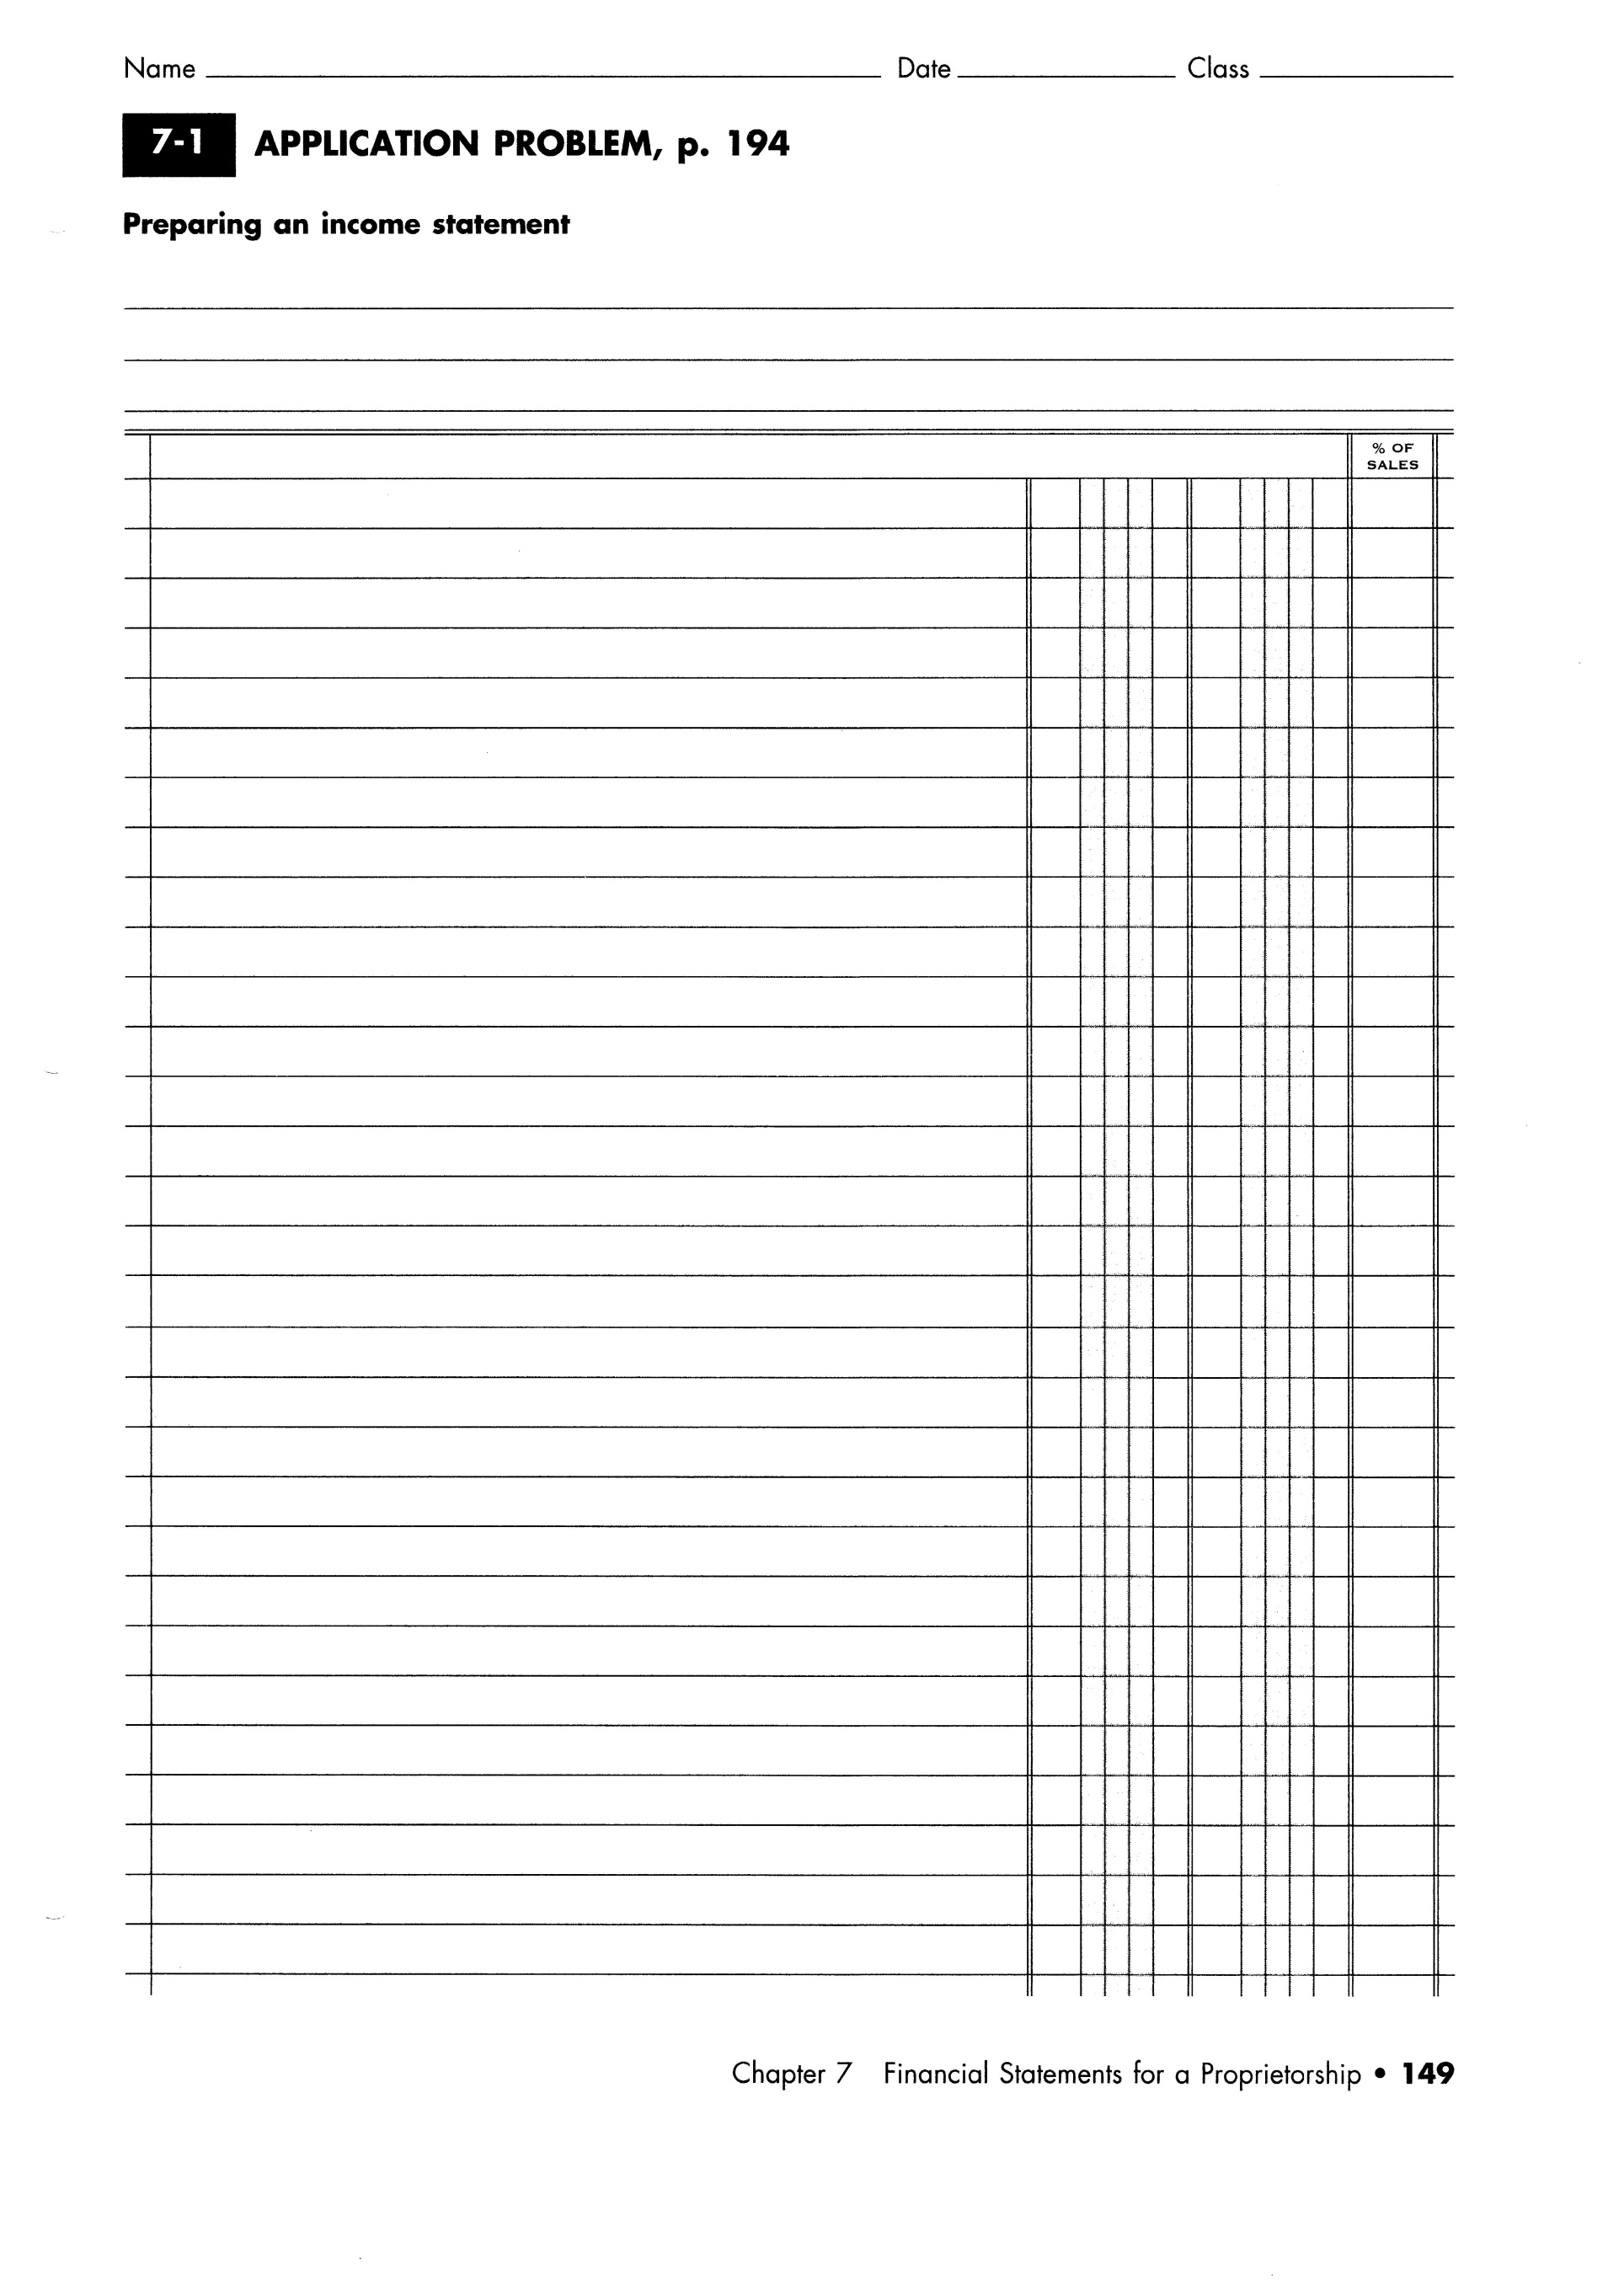 Name Date Class
7-1 APPLICATION PROBLEM, p. 194
Preparing an income statement
% OF
SALES
Chapter 7 Financial Statements for a Proprietorship • 149